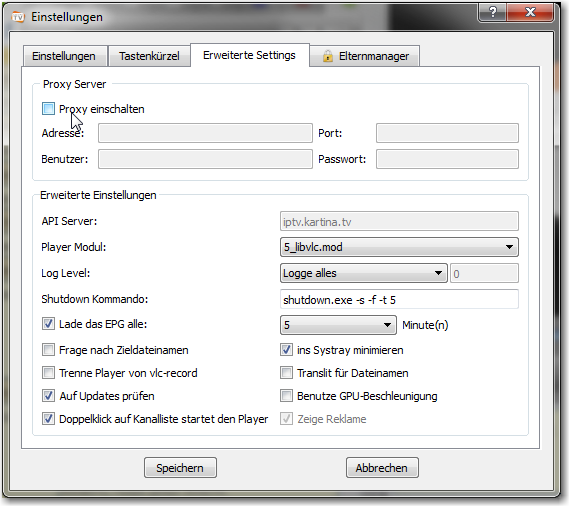 TV Einstellungen
Einstellungen Tastenkürzel Erweiterte Settings Elternmanager
Proxy Server
Proxy einschalten
Adresse: Port:
Benutzer: Passwort:
Erweiterte Einstellungen
API Server: iptv.kartina.tv
Player Modul: 5_libvlc.mod
Log Level: Logge alles 0
Shutdown Kommando: shutdown.exe -s -f -t 5
Lade das EPG alle: 5 Minute(n)
Frage nach Zieldateinamen ins Systray minimieren
Trenne Player von vlc-record Translit für Dateinamen
Auf Updates prüfen Benutze GPU-Beschleunigung
Doppelklick auf Kanalliste startet den Player Zeige Reklame
Speichern Abbrechen